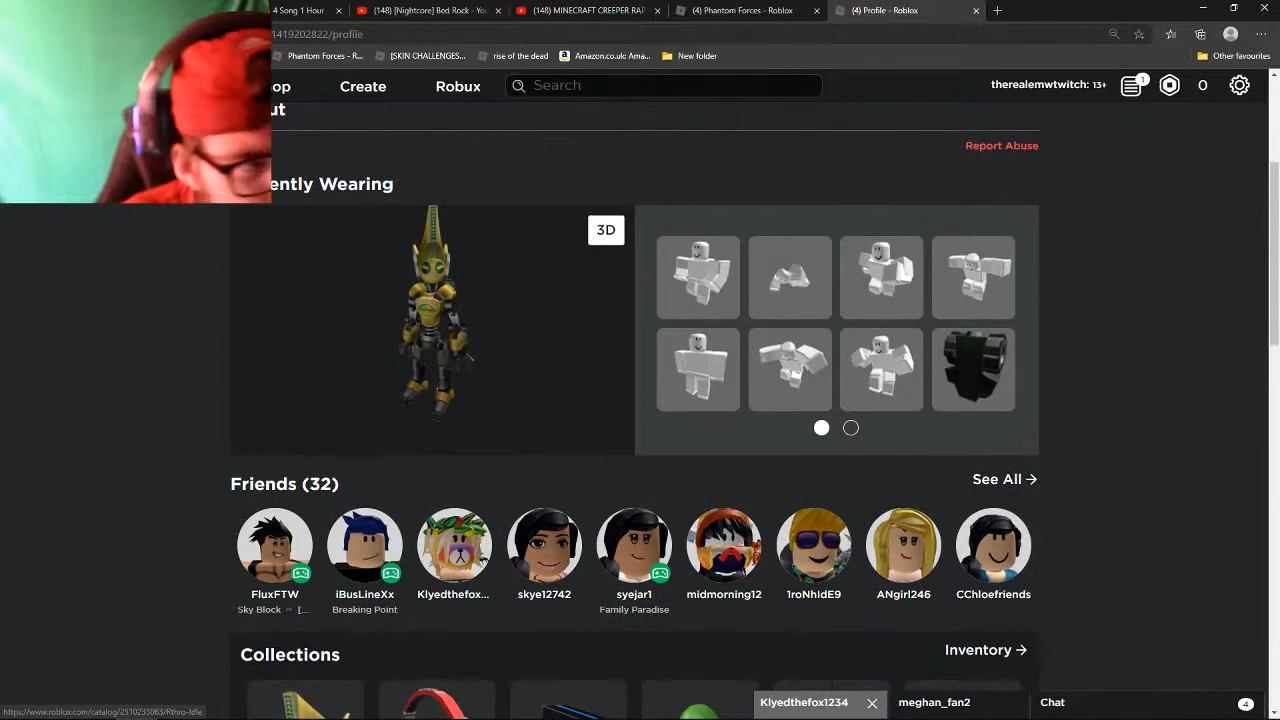 4 Song 1 Hour
(148) [Nightcore] Bed Rock - You
(148) MINECRAFT CREEPER RAP
(4) Phantom Forces - Roblox
(4) Profile - Roblox
1419202822/profile
Phantom Forces - R...
[SKIN CHALLENGES...
rise of the dead
Amazon.co.uk: Ama...
New folder
Other favourites
op
Create
Robux
Search
therealemwtwitch: 13+
1
0
ut
Report Abuse
ently Wearing
3D
Friends (32)
See All
FluxFTW
iBusLineXx
Klyedthefox...
skye12742
syejar1
midmorning12
1roNhIdE9
ANgirl246
CChloefriends
Sky Block
Breaking Point
Family Paradise
Collections
Inventory
Klyedthefox1234
meghan_fan2
Chat
4
https://www.roblox.com/catalog/2510235063/Rthro-Idle